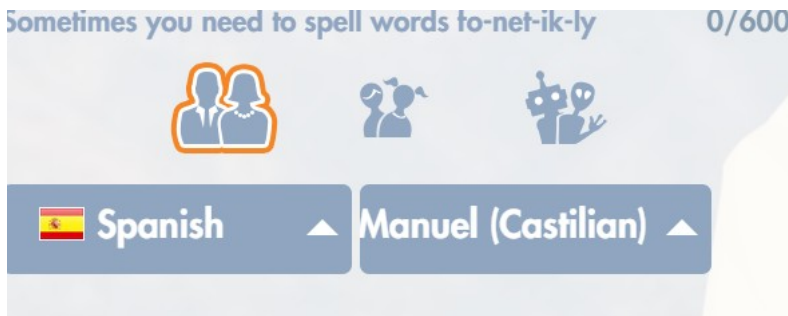 Sometimes you need to spell words fo-net-ik-ly 0/600
Spanish Manuel (Castilian)